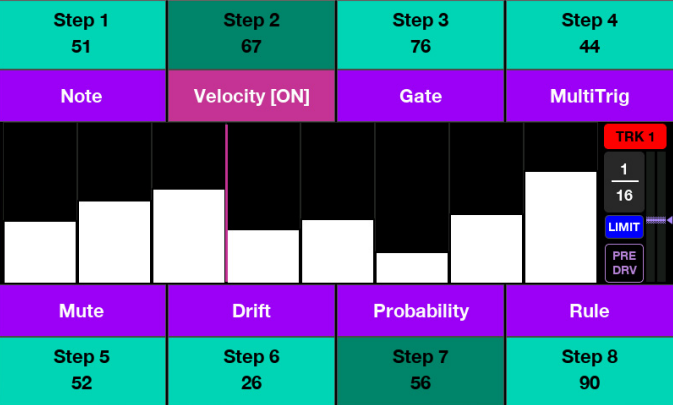 Step 1
51
Step 2
67
Step 3
76
Step 4
44
Note
Velocity [ON]
Gate
MultiTrig
TRK 1
1
16
LIMIT
PRE
DRV
Mute
Drift
Probability
Rule
Step 5
52
Step 6
26
Step 7
56
Step 8
90